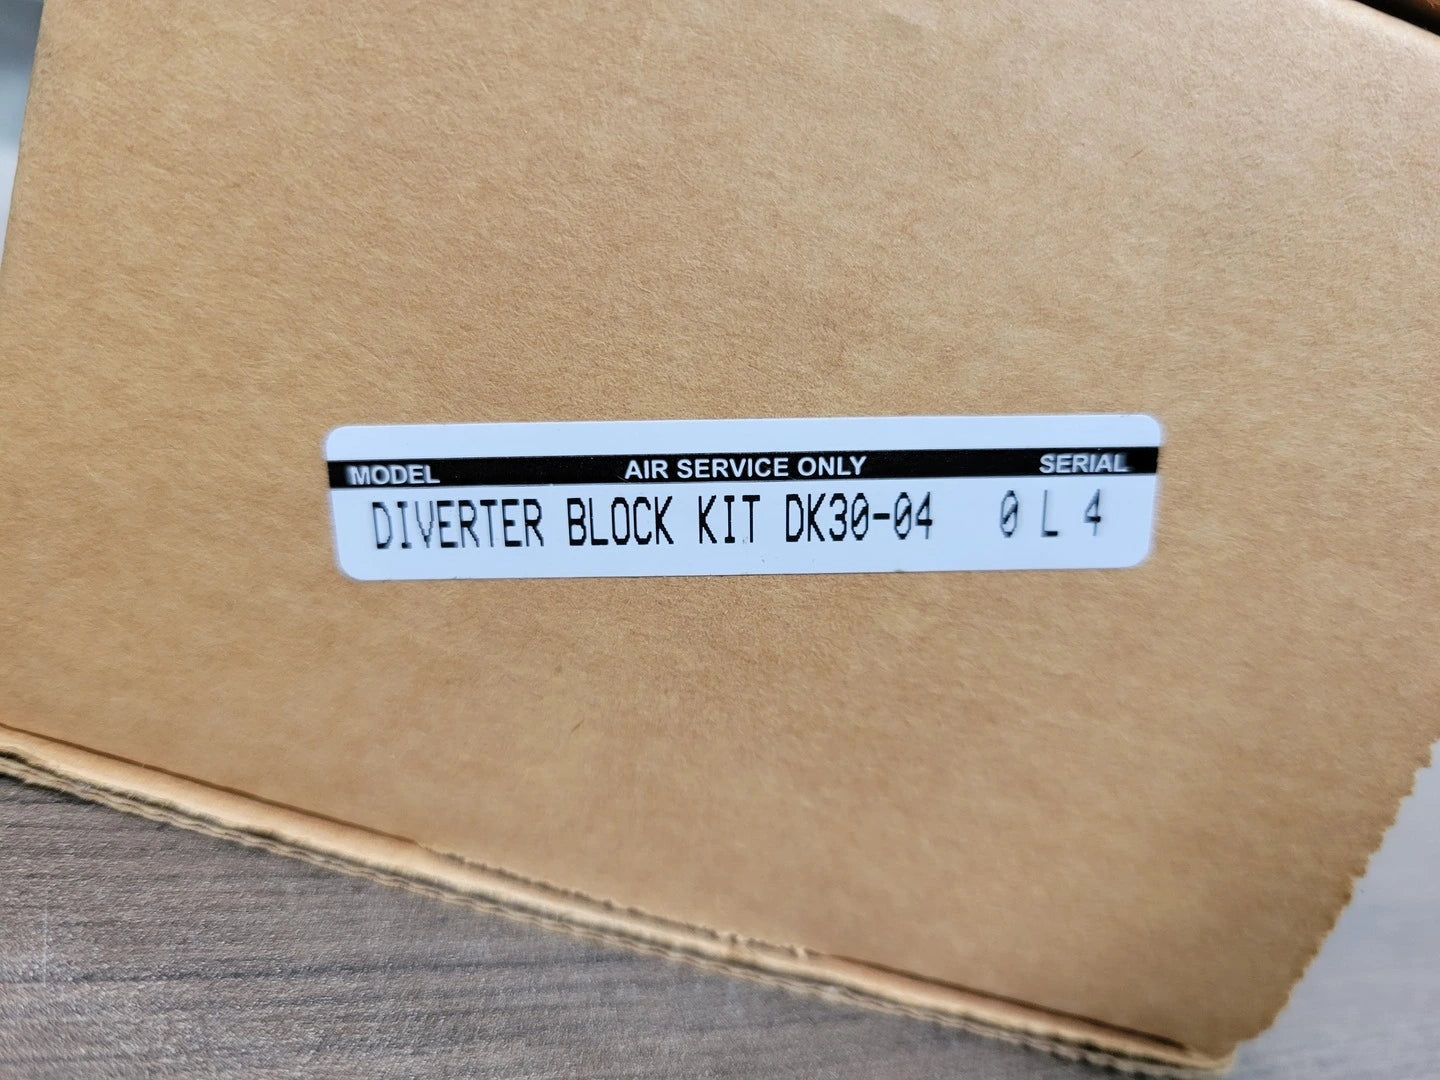 MODEL AIR SERVICE ONLY SERIAL
DIVERTER BLOCK KIT DK30-04 0 L 4